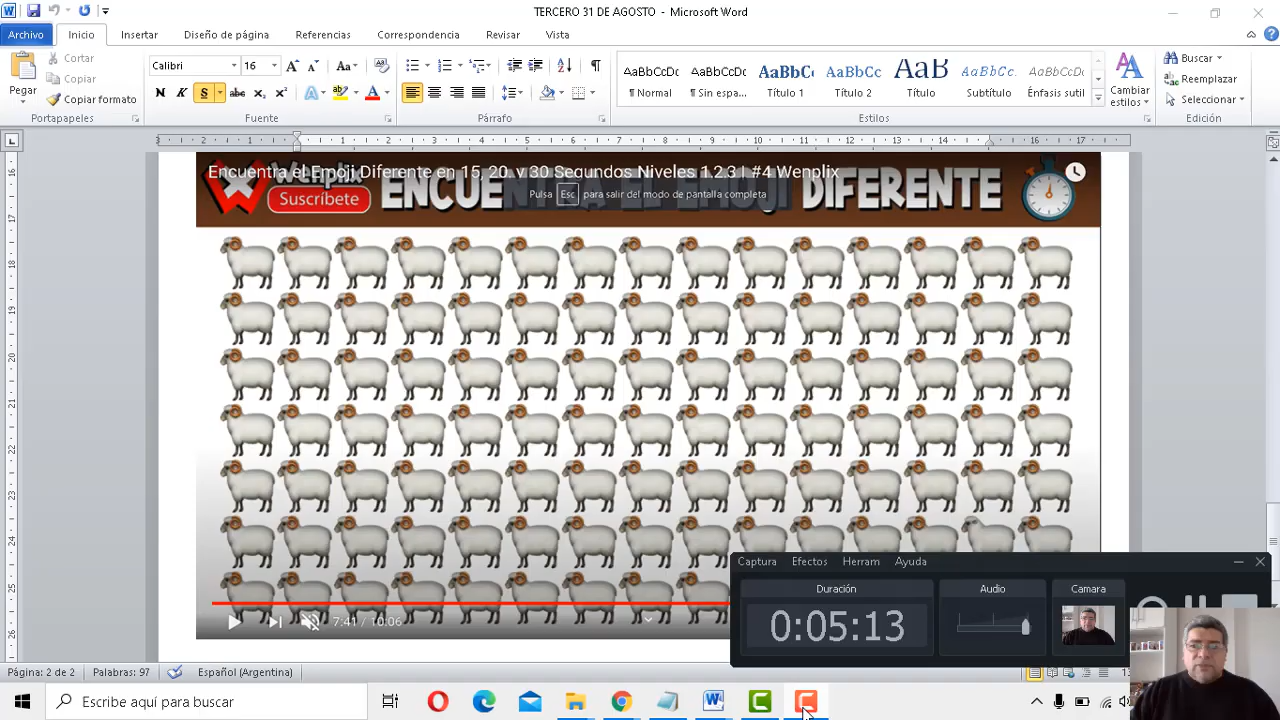 TERCERO 31 DE AGOSTO - Microsoft Word
Archivo Inicio Insertar Diseño de página Referencias Correspondencia Revisar Vista
Pegar
Cortar
Copiar
Copiar formato
Portapapeles
Calibri 16
Fuente
Párrafo
AaBbCcDc AaBbCcDc AaBbC AaBbCc AaB AaBbCc. AaBbCcDc
¶ Normal ¶ Sin espa... Título 1 Título 2 Título Subtítulo Énfasis sutil
Estilos
Cambiar
estilos
Buscar
Reemplazar
Seleccionar
Edición
Encuentra el Emoji Diferente en 15, 20. y 30 Segundos Niveles 1.2.3 | #4 Wenplix
Suscríbete
DIFERENTE
Pulsa Esc para salir del modo de pantalla completa
7:41 / 10:06
Captura Efectos Herram Ayuda
Duración
0:05:13
Audio
Camara
Página: 2 de 2 Palabras: 97 Español (Argentina)
Escribe aquí para buscar